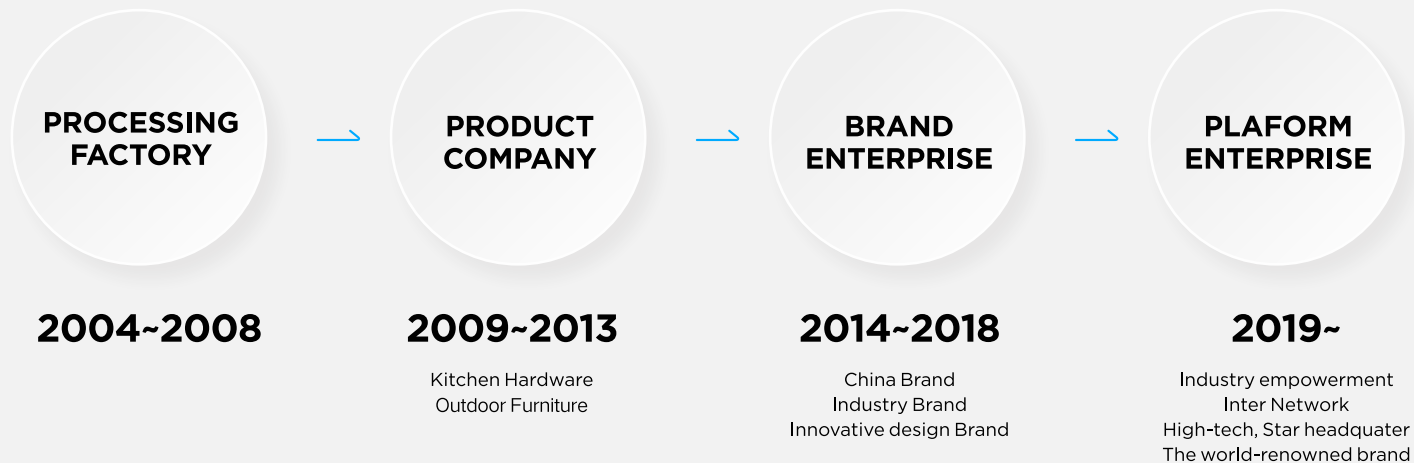 PROCESSING
FACTORY
PRODUCT
COMPANY
BRAND
ENTERPRISE
PLAFORM
ENTERPRISE
2004~2008
2009~2013
Kitchen Hardware
Outdoor Furniture
2014~2018
China Brand
Industry Brand
Innovative design Brand
2019~
Industry empowerment
Inter Network
High-tech, Star headquater
The world-renowned brand